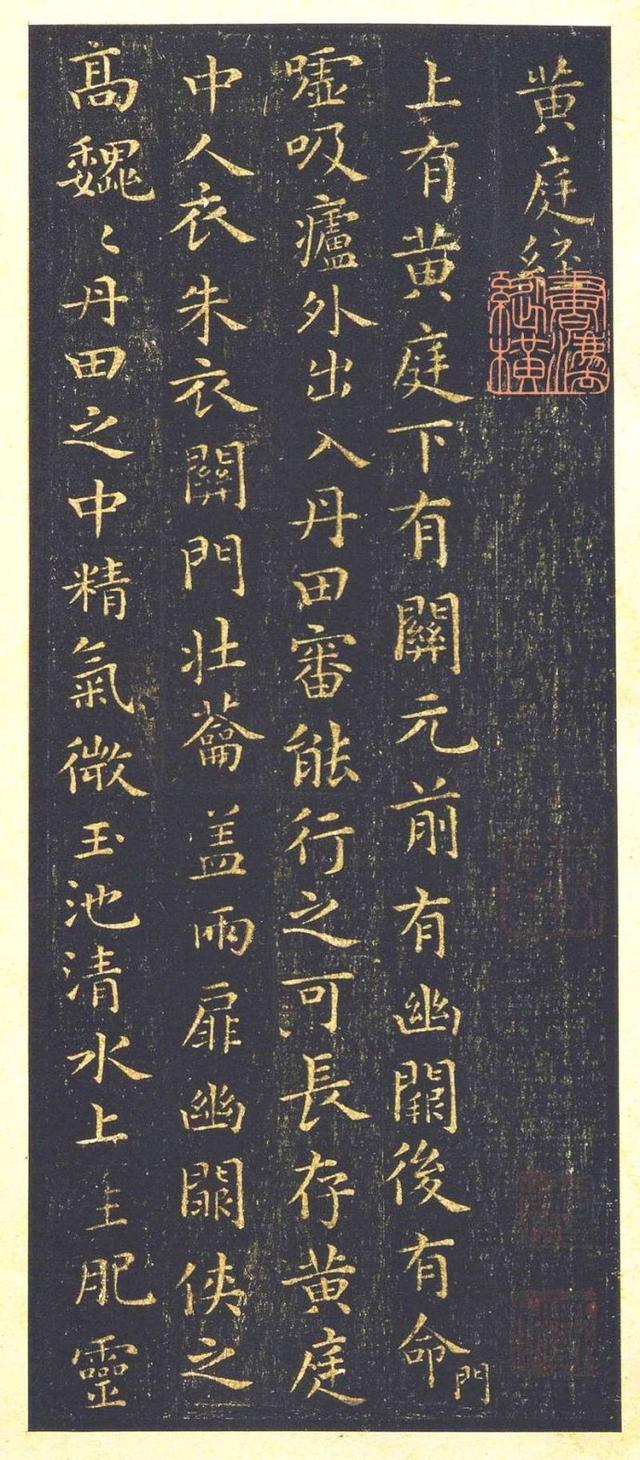 黄庭經
上有黄庭下有關元前有幽闕後有命門
噓吸廬外出入丹田審能行之可長存黄庭
中人衣朱衣關門壯蘥盖兩扉幽闕俠之
高魏〻丹田之中精氣微玉池清水上生肥靈